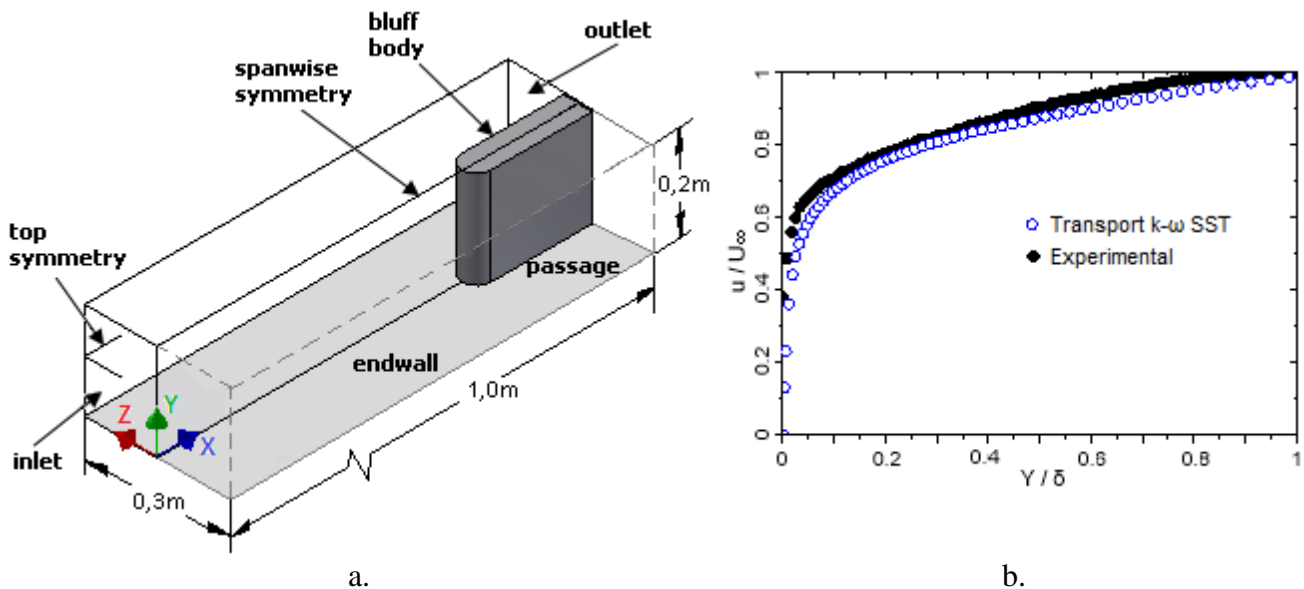 bluff
body
outlet
spanwise
symmetry
top
symmetry
inlet
passage
endwall
0,2m
1,0m
0,3m
Z
Y
X
a.
u / U∞
1
0.8
0.6
0.4
0.2
0
Transport k-ω SST
Experimental
0 0.2 0.4 0.6 0.8 1
Y / δ
b.